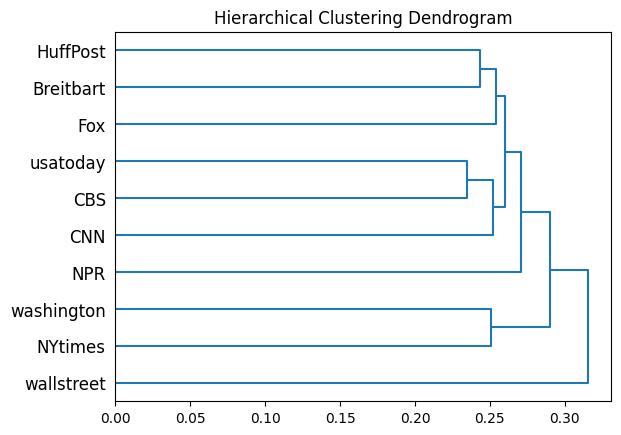 Hierarchical Clustering Dendrogram
HuffPost
Breitbart
Fox
usatoday
CBS
CNN
NPR
washington
NYtimes
wallstreet
0.00 0.05 0.10 0.15 0.20 0.25 0.30